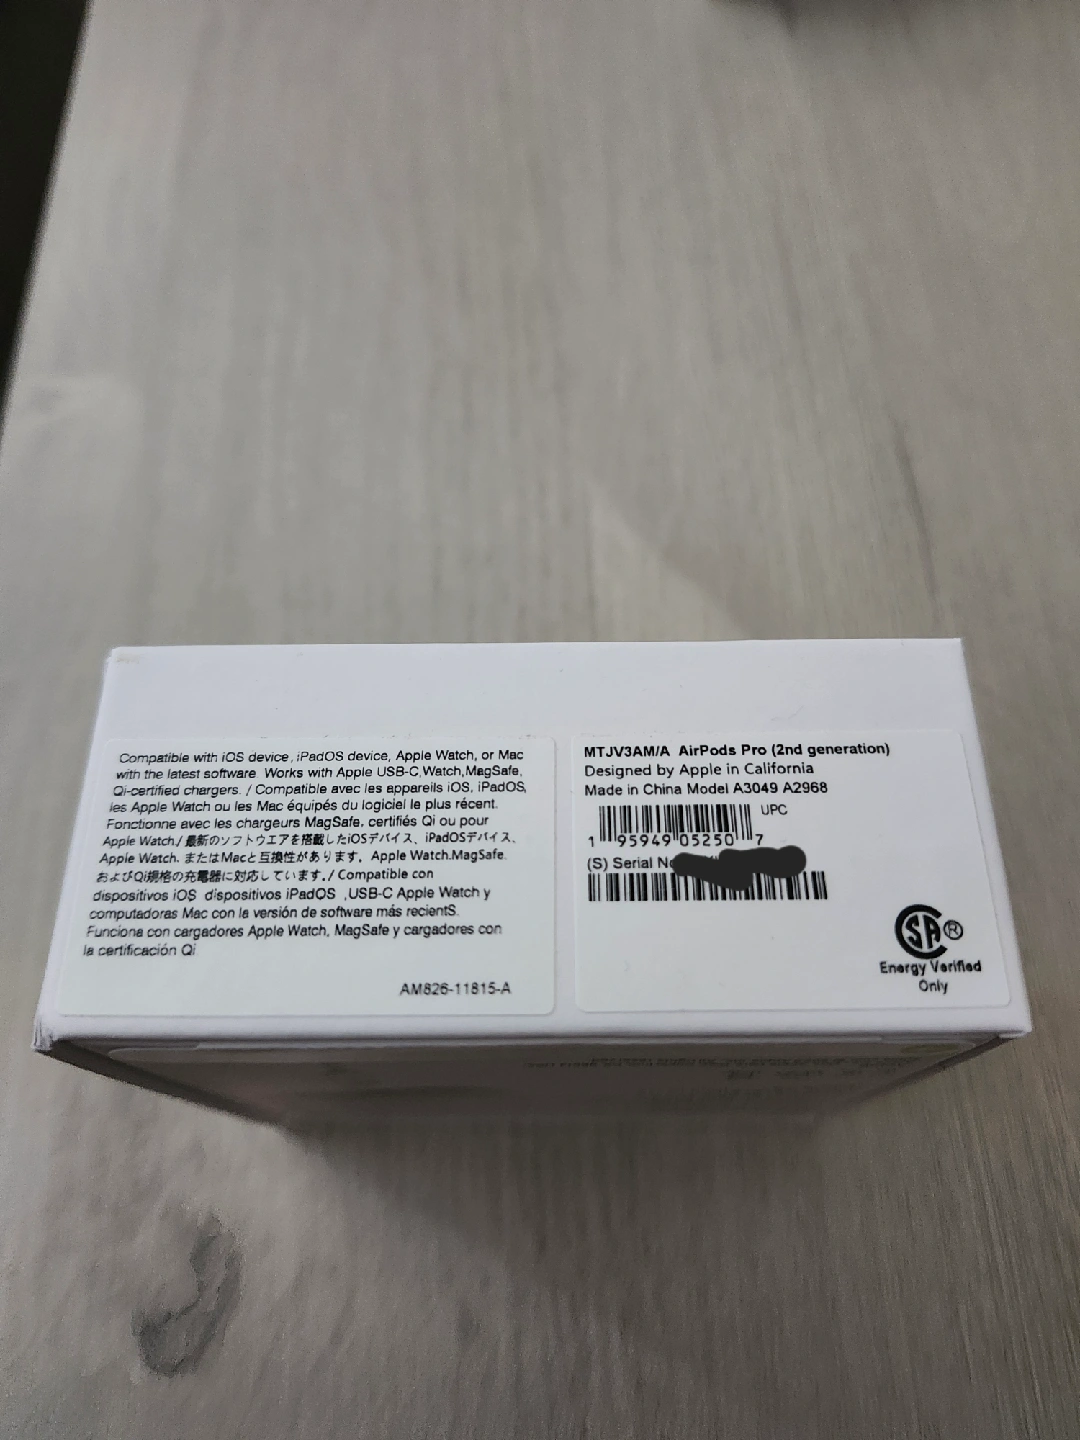 Compatible with iOS device, iPadOS device, Apple Watch, or Mac
with the latest software. Works with Apple USB-C,Watch,MagSafe,
Qi-certified chargers. / Compatible avec les appareils iOS, iPadOS,
les Apple Watch ou les Mac équipés du logiciel le plus récent.
Fonctionne avec les chargeurs MagSafe, certifiés Qi ou pour
Apple Watch./ 最新のソフトウエアを搭載したiOSデバイス、iPadOSデバイス、
Apple Watch. またはMacと互換性があります。Apple Watch.MagSafe.
およびQi規格の充電器に対応しています。/ Compatible con
dispositivos iOS dispositivos iPadOS ,USB-C Apple Watch y
computadoras Mac con la versión de software más recientS.
Funciona con cargadores Apple Watch, MagSafe y cargadores con
la certificación Qi
AM826-11815-A
MTJV3AM/A AirPods Pro (2nd generation)
Designed by Apple in California
Made in China Model A3049 A2968
UPC
1 95949 05250 7
(S) Serial No
SA®
Energy Verified
Only